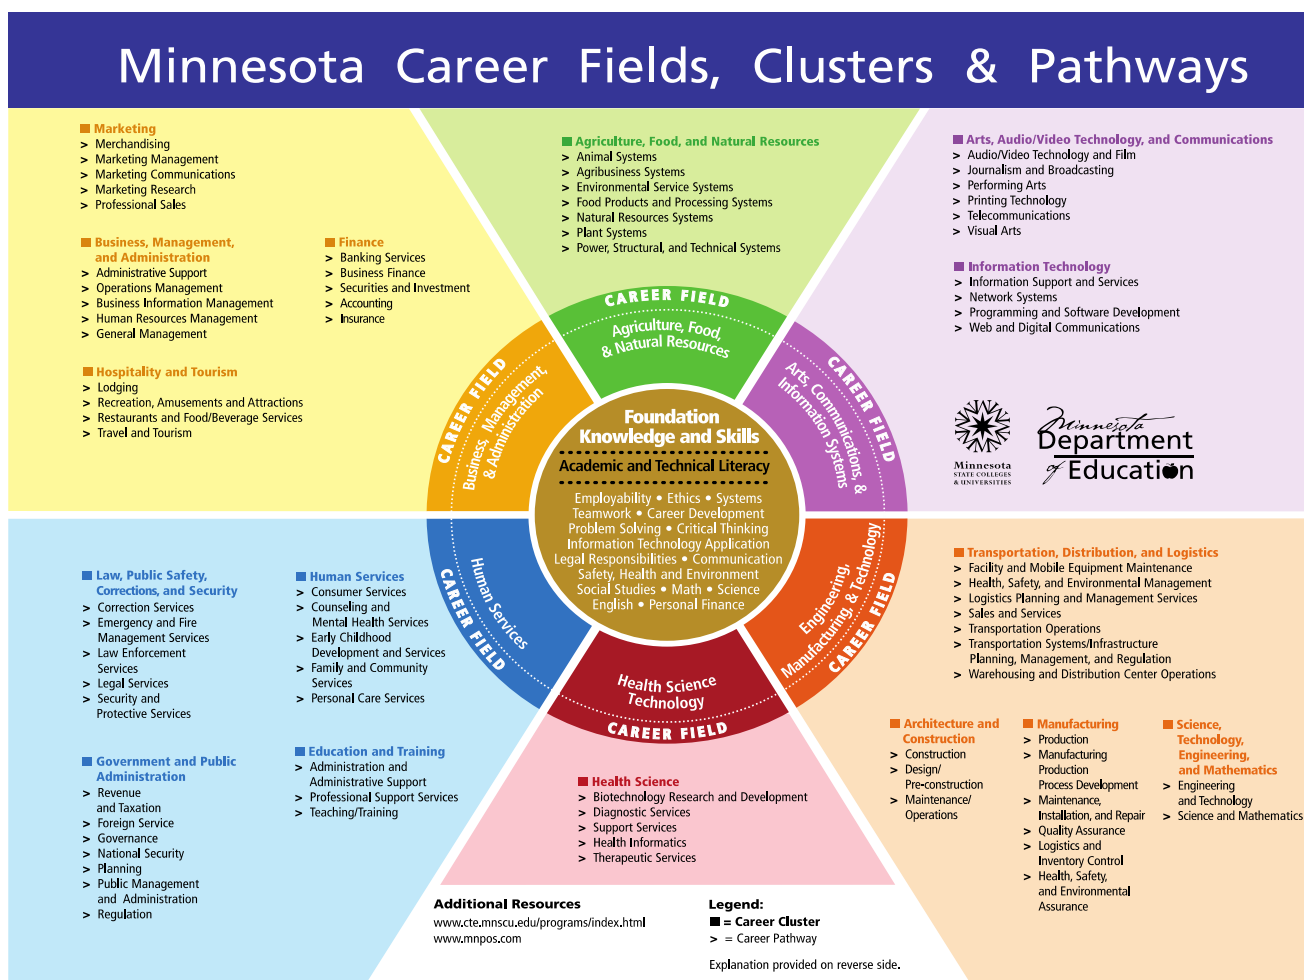 Minnesota Career Fields, Clusters & Pathways
■ Marketing
> Merchandising
> Marketing Management
> Marketing Communications
> Marketing Research
> Professional Sales
■ Business, Management,
and Administration
> Administrative Support
> Operations Management
> Business Information Management
> Human Resources Management
> General Management
■ Finance
> Banking Services
> Business Finance
> Securities and Investment
> Accounting
> Insurance
■ Hospitality and Tourism
> Lodging
> Recreation, Amusements and Attractions
> Restaurants and Food/Beverage Services
> Travel and Tourism
■ Agriculture, Food, and Natural Resources
> Animal Systems
> Agribusiness Systems
> Environmental Service Systems
> Food Products and Processing Systems
> Natural Resources Systems
> Plant Systems
> Power, Structural, and Technical Systems
■ Arts, Audio/Video Technology, and Communications
> Audio/Video Technology and Film
> Journalism and Broadcasting
> Performing Arts
> Printing Technology
> Telecommunications
> Visual Arts
■ Information Technology
> Information Support and Services
> Network Systems
> Programming and Software Development
> Web and Digital Communications
Minnesota
STATE COLLEGES
& UNIVERSITIES
Minnesota
Department
of Education
CAREER FIELD
Business, Management,
& Administration
CAREER FIELD
Agriculture, Food,
& Natural Resources
CAREER FIELD
Arts, Communications, &
Information Systems
Foundation
Knowledge and Skills
Academic and Technical Literacy
Employability • Ethics • Systems
Teamwork • Career Development
Problem Solving • Critical Thinking
Information Technology Application
Legal Responsibilities • Communication
Safety, Health and Environment
Social Studies • Math • Science
English • Personal Finance
Human Services
CAREER FIELD
Health Science
Technology
CAREER FIELD
Engineering,
Manufacturing, & Technology
CAREER FIELD
■ Law, Public Safety,
Corrections, and Security
> Correction Services
> Emergency and Fire
Management Services
> Law Enforcement
Services
> Legal Services
> Security and
Protective Services
■ Human Services
> Consumer Services
> Counseling and
Mental Health Services
> Early Childhood
Development and Services
> Family and Community
Services
> Personal Care Services
■ Government and Public
Administration
> Revenue
and Taxation
> Foreign Service
> Governance
> National Security
> Planning
> Public Management
and Administration
> Regulation
■ Education and Training
> Administration and
Administrative Support
> Professional Support Services
> Teaching/Training
■ Health Science
> Biotechnology Research and Development
> Diagnostic Services
> Support Services
> Health Informatics
> Therapeutic Services
■ Transportation, Distribution, and Logistics
> Facility and Mobile Equipment Maintenance
> Health, Safety, and Environmental Management
> Logistics Planning and Management Services
> Sales and Services
> Transportation Operations
> Transportation Systems/Infrastructure
Planning, Management, and Regulation
> Warehousing and Distribution Center Operations
■ Architecture and
Construction
> Construction
> Design/
Pre-construction
> Maintenance/
Operations
■ Manufacturing
> Production
> Manufacturing
Production
Process Development
> Maintenance,
Installation, and Repair
> Quality Assurance
> Logistics and
Inventory Control
> Health, Safety,
and Environmental
Assurance
■ Science,
Technology,
Engineering,
and Mathematics
> Engineering
and Technology
> Science and Mathematics
Additional Resources
www.cte.mnscu.edu/programs/index.html
www.mnpos.com
Legend:
■ = Career Cluster
> = Career Pathway
Explanation provided on reverse side.